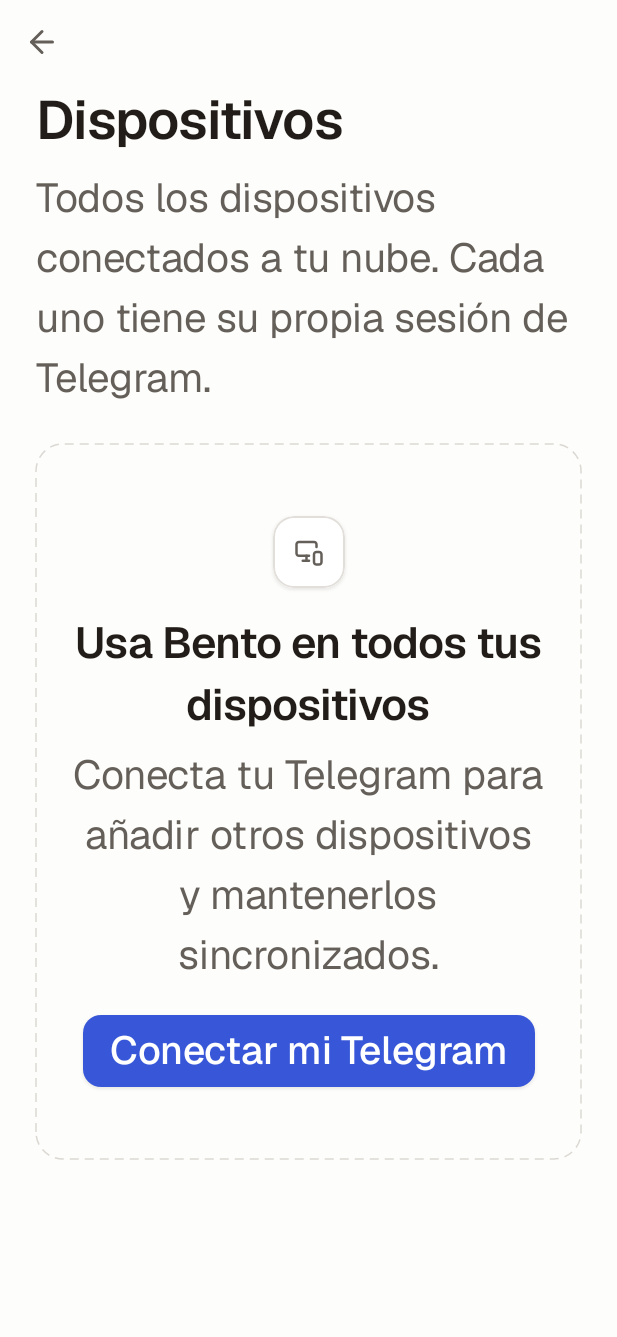 Dispositivos
Todos los dispositivos
conectados a tu nube. Cada
uno tiene su propia sesión de
Telegram.
Usa Bento en todos tus
dispositivos
Conecta tu Telegram para
añadir otros dispositivos
y mantenerlos
sincronizados.
Conectar mi Telegram